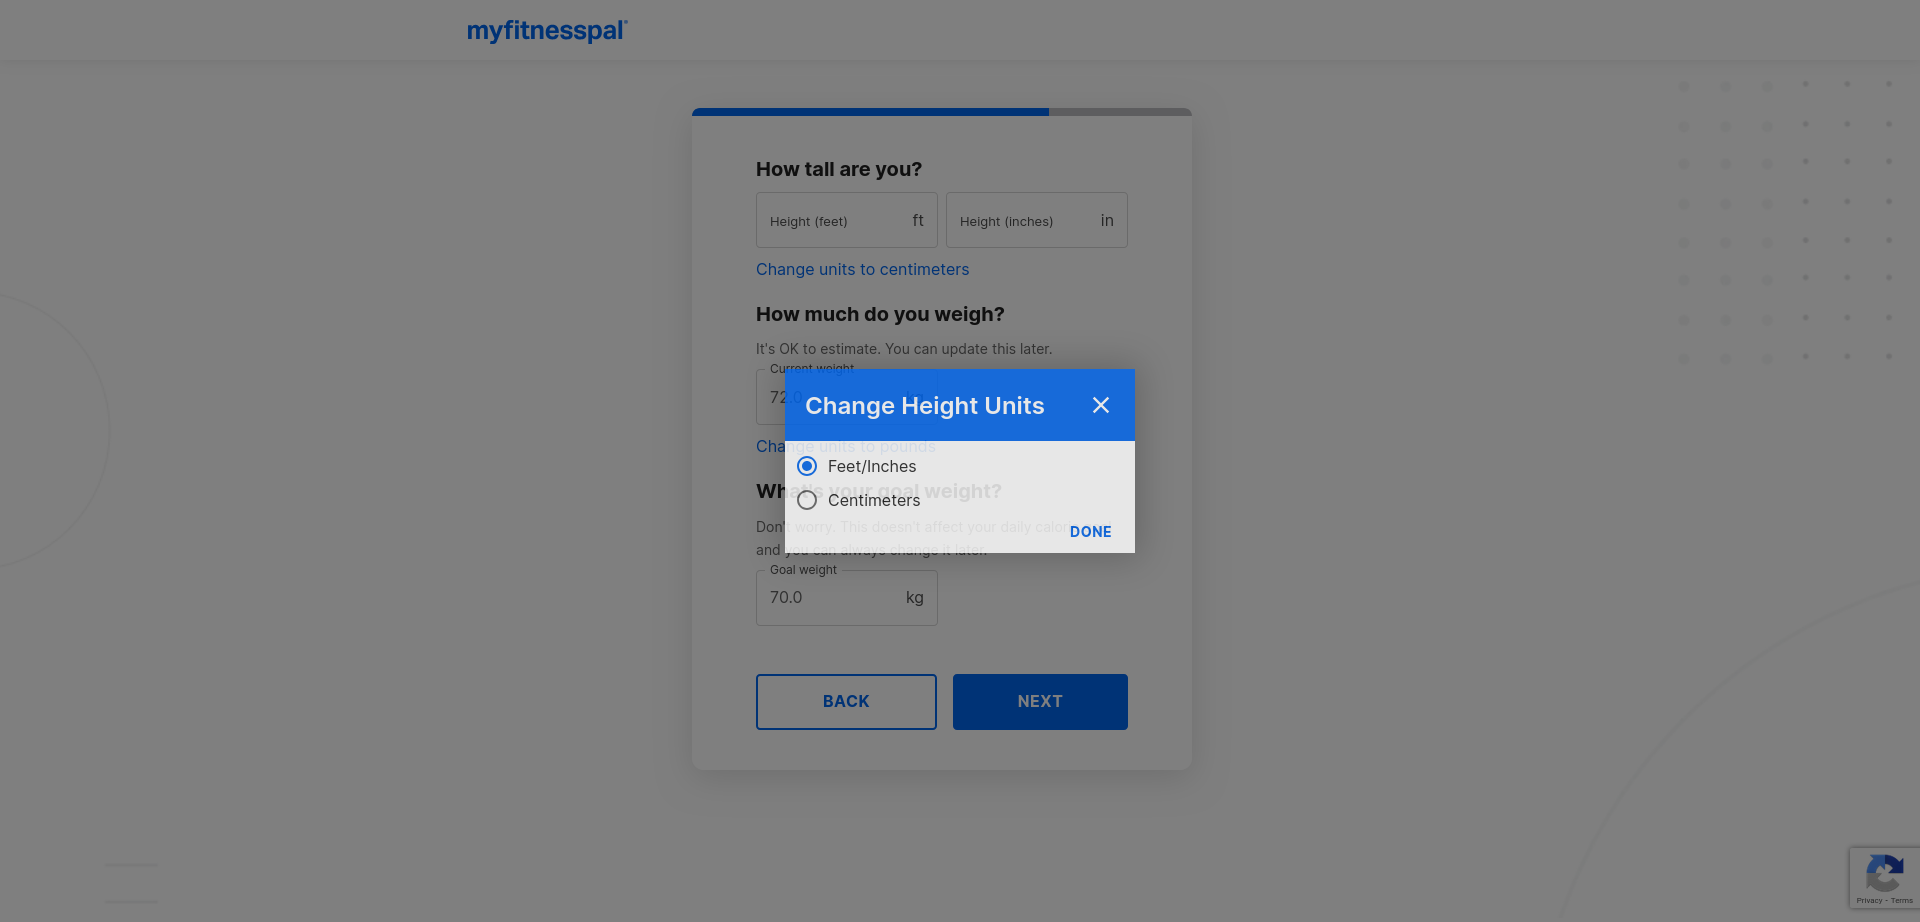 myfitnesspal
How tall are you?
Height (feet) ft Height (inches) in
Change units to centimeters
How much do you weigh?
It's OK to estimate. You can update this later.
Current weight
72.0
Change Height Units
Change units to pounds
Feet/Inches
What's your goal weight?
Centimeters
Don't worry. This doesn't affect your daily calorie
DONE
and you can always change it later.
Goal weight
70.0 kg
BACK NEXT
Privacy - Terms